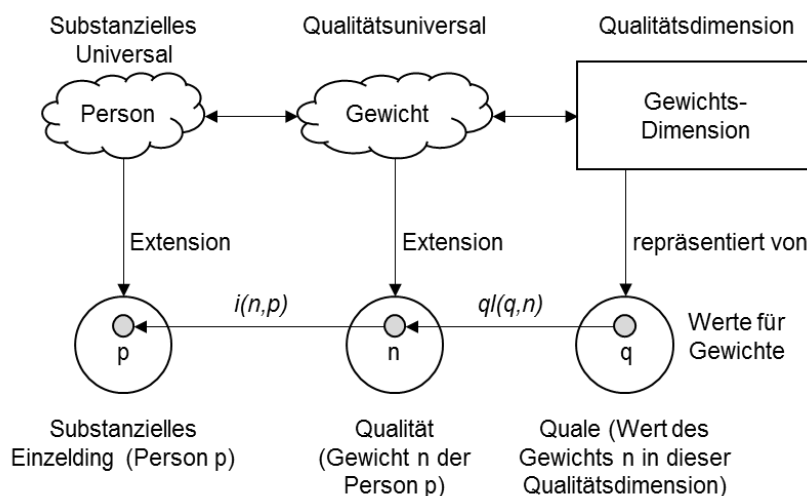 Substanzielles
Universal
Qualitätsuniversal
Qualitätsdimension
Person
Gewicht
Gewichts-
Dimension
Extension
Extension
repräsentiert von
i(n,p)
ql(q,n)
p
n
q
Werte für
Gewichte
Substanzielles
Einzelding (Person p)
Qualität
(Gewicht n der
Person p)
Quale (Wert des
Gewichts n in dieser
Qualitätsdimension)